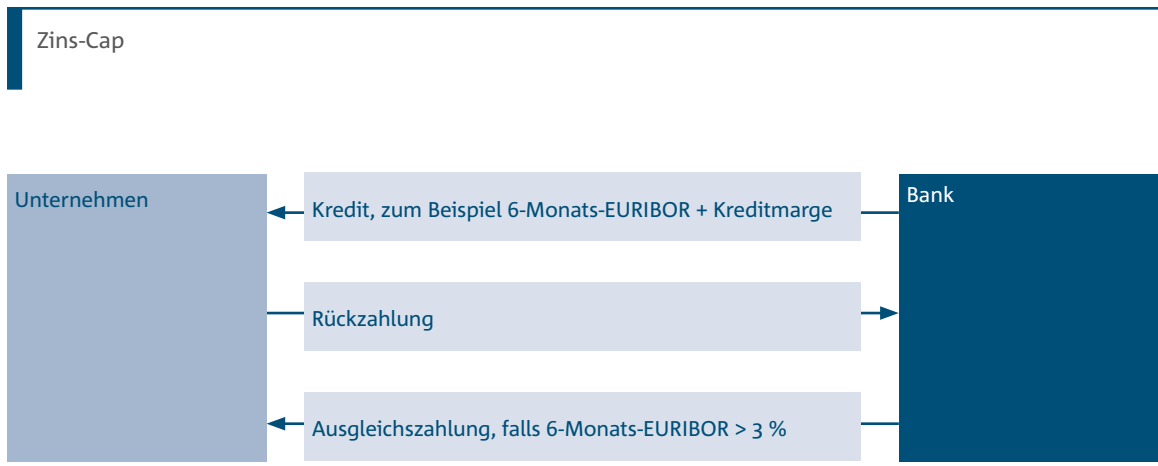 Zins-Cap
Unternehmen
Kredit, zum Beispiel 6-Monats-EURIBOR + Kreditmarge
Bank
Rückzahlung
Ausgleichszahlung, falls 6-Monats-EURIBOR > 3 %